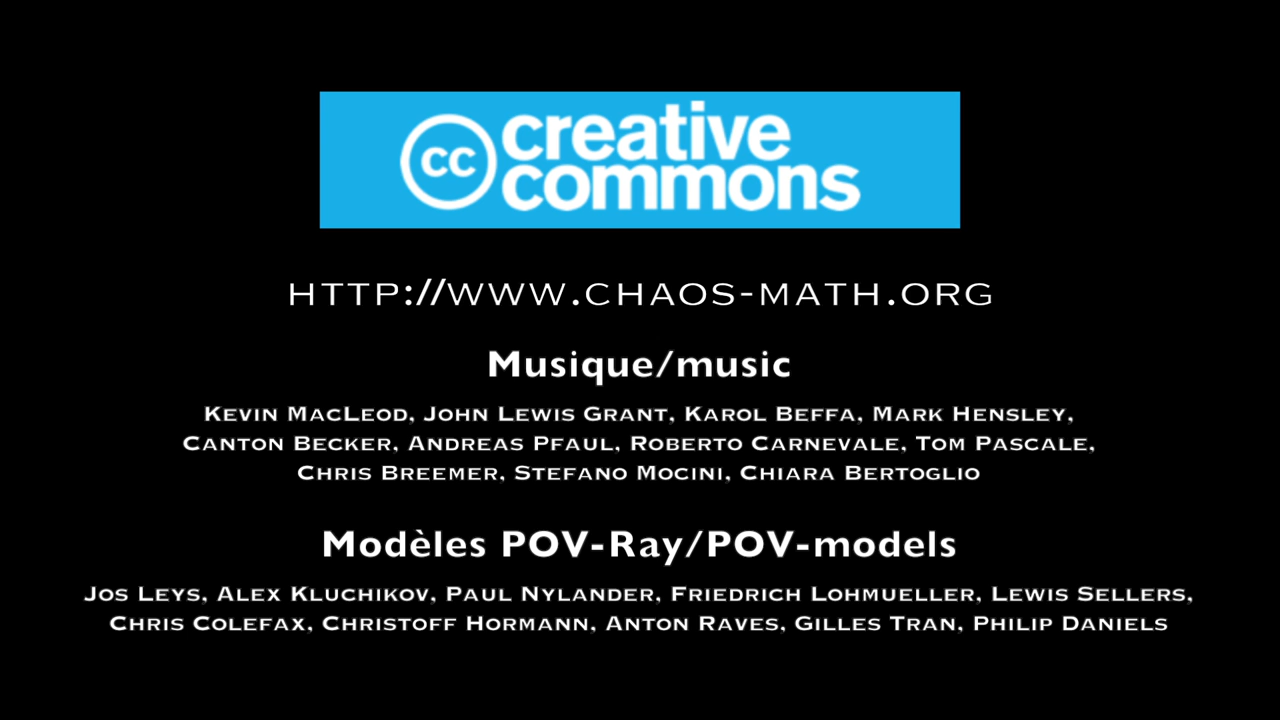 cc creative
commons
HTTP://WWW.CHAOS-MATH.ORG
Musique/music
KEVIN MACLEOD, JOHN LEWIS GRANT, KAROL BEFFA, MARK HENSLEY,
CANTON BECKER, ANDREAS PFAUL, ROBERTO CARNEVALE, TOM PASCALE,
CHRIS BREEMER, STEFANO MOCINI, CHIARA BERTOGLIO
Modèles POV-Ray/POV-models
JOS LEYS, ALEX KLUCHIKOV, PAUL NYLANDER, FRIEDRICH LOHMUELLER, LEWIS SELLERS,
CHRIS COLEFAX, CHRISTOFF HORMANN, ANTON RAVES, GILLES TRAN, PHILIP DANIELS